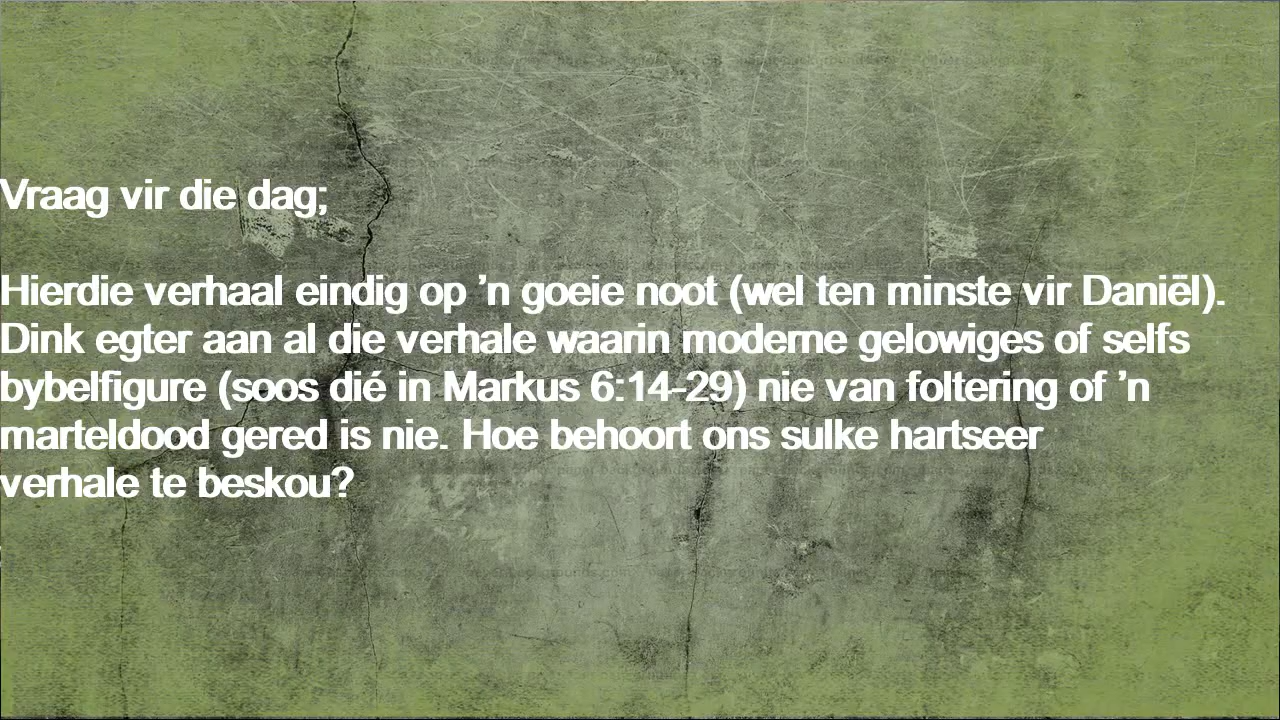 Vraag vir die dag;
Hierdie verhaal eindig op ’n goeie noot (wel ten minste vir Daniël).
Dink egter aan al die verhale waarin moderne gelowiges of selfs
bybelfigure (soos dié in Markus 6:14-29) nie van foltering of ’n
marteldood gered is nie. Hoe behoort ons sulke hartseer
verhale te beskou?